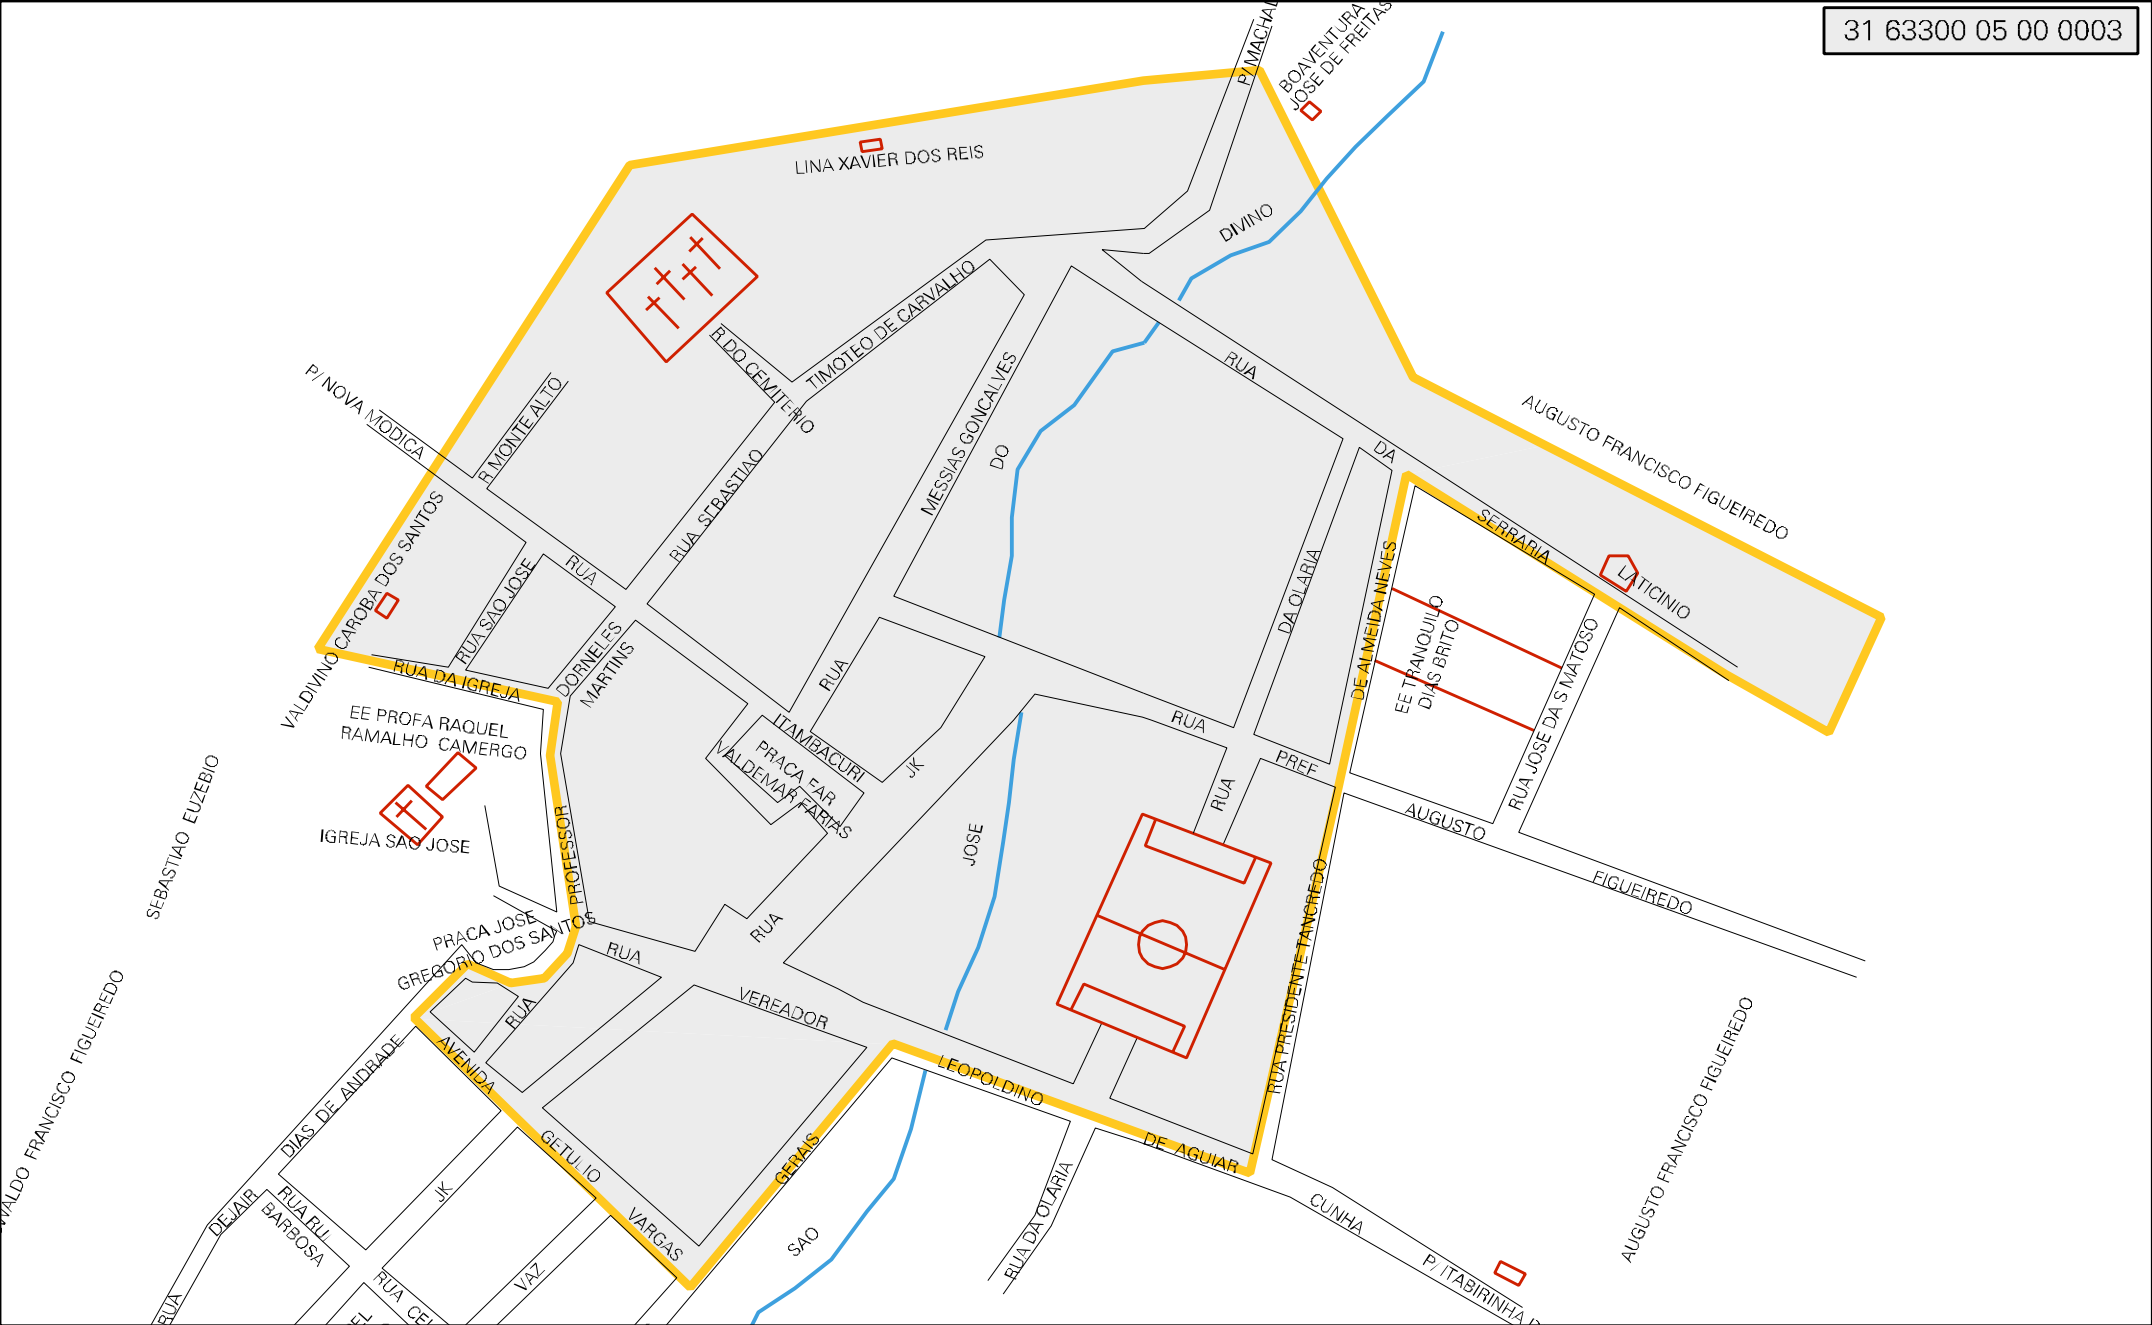 31 63300 05 00 0003
P/ MACHAD
BOAVENTURA
JOSE DE FREITAS
LINA XAVIER DOS REIS
DIVINO
TIMOTEO DE CARVALHO
R DO CEMITERIO
P/ NOVA MODICA
R MONTE ALTO
MESSIAS GONCALVES
RUA
DO
DA
AUGUSTO FRANCISCO FIGUEIREDO
RUA SEBASTIAO
VALDIVINO CAROBA DOS SANTOS
SERRARIA
LATICINIO
RUA
RUA SAO JOSE
DA OLARIA
DE ALMEIDA NEVES
EE TRANQUILO
DIAS BRITO
RUA JOSE DA S MATOSO
RUA DA IGREJA
DORNELES
MARTINS
RUA
ITAMBACURI
JK
RUA
PREF
EE PROFA RAQUEL
RAMALHO CAMERGO
PRACA FAR
VALDEMAR FARIAS
RUA
AUGUSTO
FIGUEIREDO
IGREJA SAO JOSE
PROFESSOR
JOSE
SEBASTIAO EUZEBIO
PRACA JOSE
GREGORIO DOS SANTOS
RUA
RUA
RUA
VEREADOR
RUA PRESIDENTE TANCREDO
AVENIDA
LEOPOLDINO
DE AGUIAR
DIAS DE ANDRADE
GETULIO
GERAIS
VARGAS
WALDO FRANCISCO FIGUEIREDO
AUGUSTO FRANCISCO FIGUEIREDO
DEJAIR
RUA RUI
BARBOSA
JK
VAZ
SAO
RUA DA OLARIA
CUNHA
P/ ITABIRINHA
RUA
RUA CEL